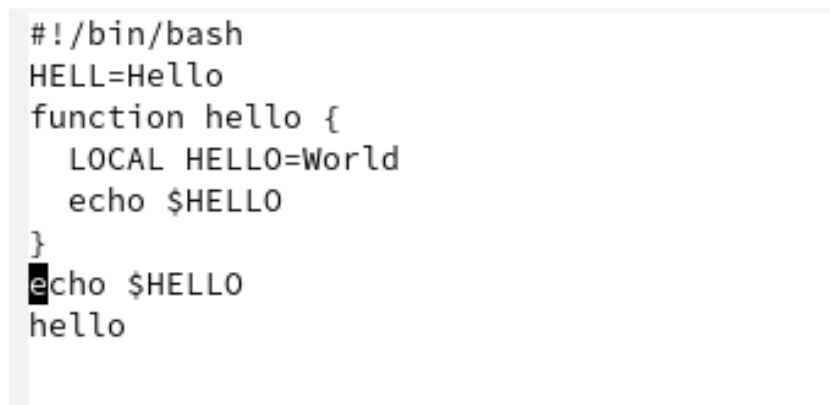 #!/bin/bash
HELL=Hello
function hello {
  LOCAL HELLO=World
  echo $HELLO
}
echo $HELLO
hello